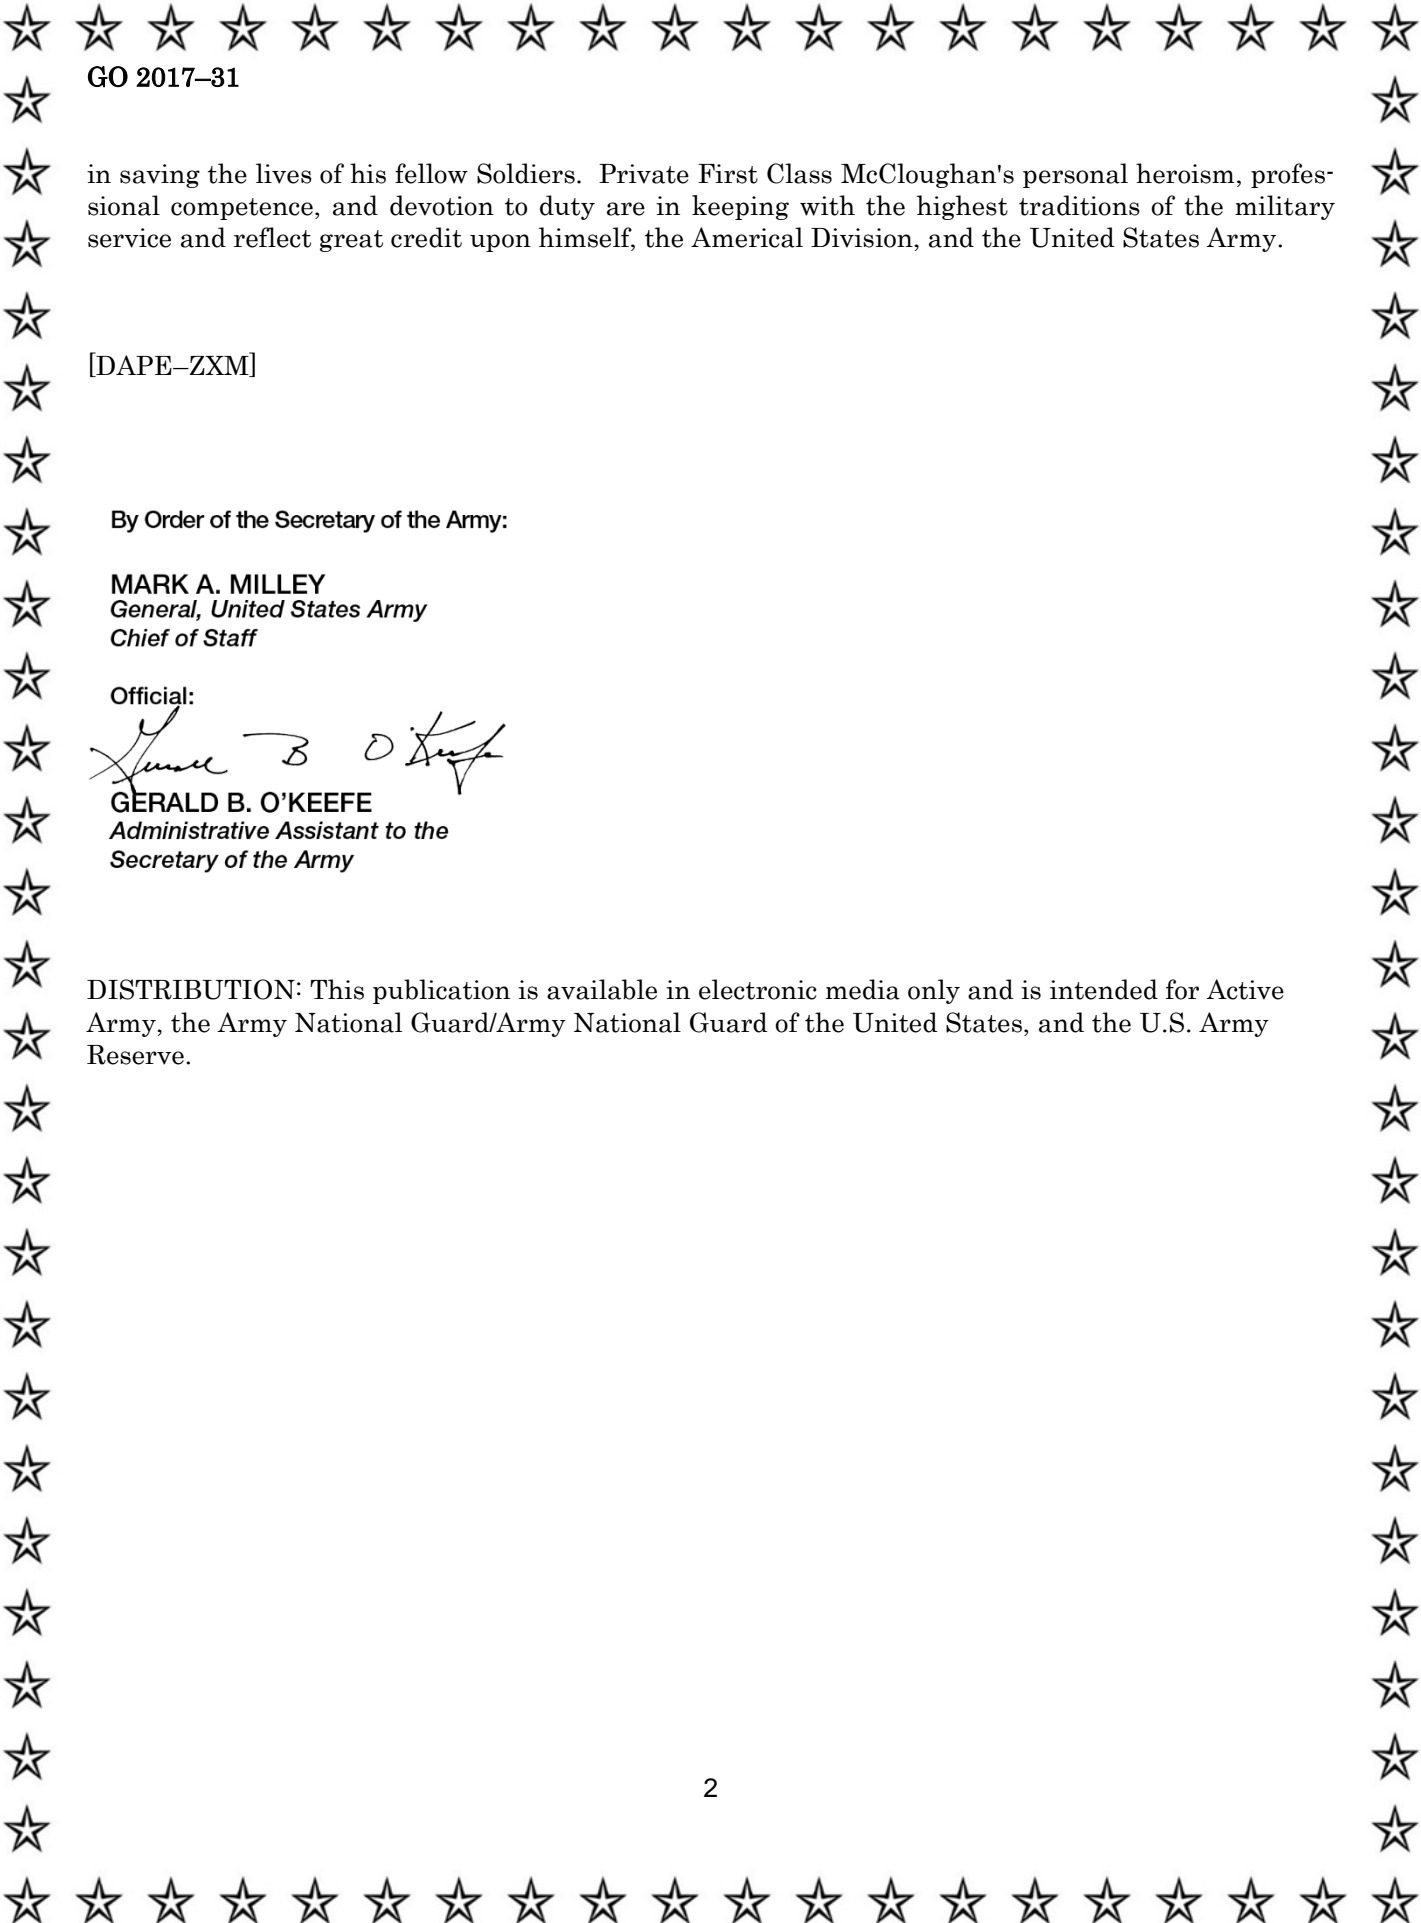 GO 2017–31
in saving the lives of his fellow Soldiers.  Private First Class McCloughan's personal heroism, profes-
sional competence, and devotion to duty are in keeping with the highest traditions of the military
service and reflect great credit upon himself, the Americal Division, and the United States Army.
[DAPE–ZXM]
By Order of the Secretary of the Army:
MARK A. MILLEY
General, United States Army
Chief of Staff
Official:
Gerald B O'Keefe
GERALD B. O’KEEFE
Administrative Assistant to the
Secretary of the Army
DISTRIBUTION: This publication is available in electronic media only and is intended for Active
Army, the Army National Guard/Army National Guard of the United States, and the U.S. Army
Reserve.
2